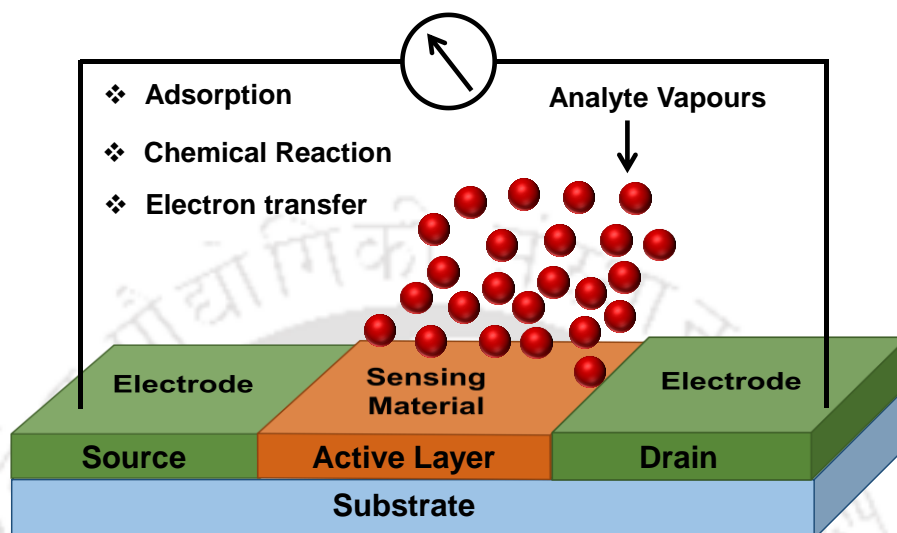 ❖ Adsorption
Analyte Vapours
❖ Chemical Reaction
❖ Electron transfer
Electrode
Sensing
Material
Electrode
Source
Active Layer
Drain
Substrate